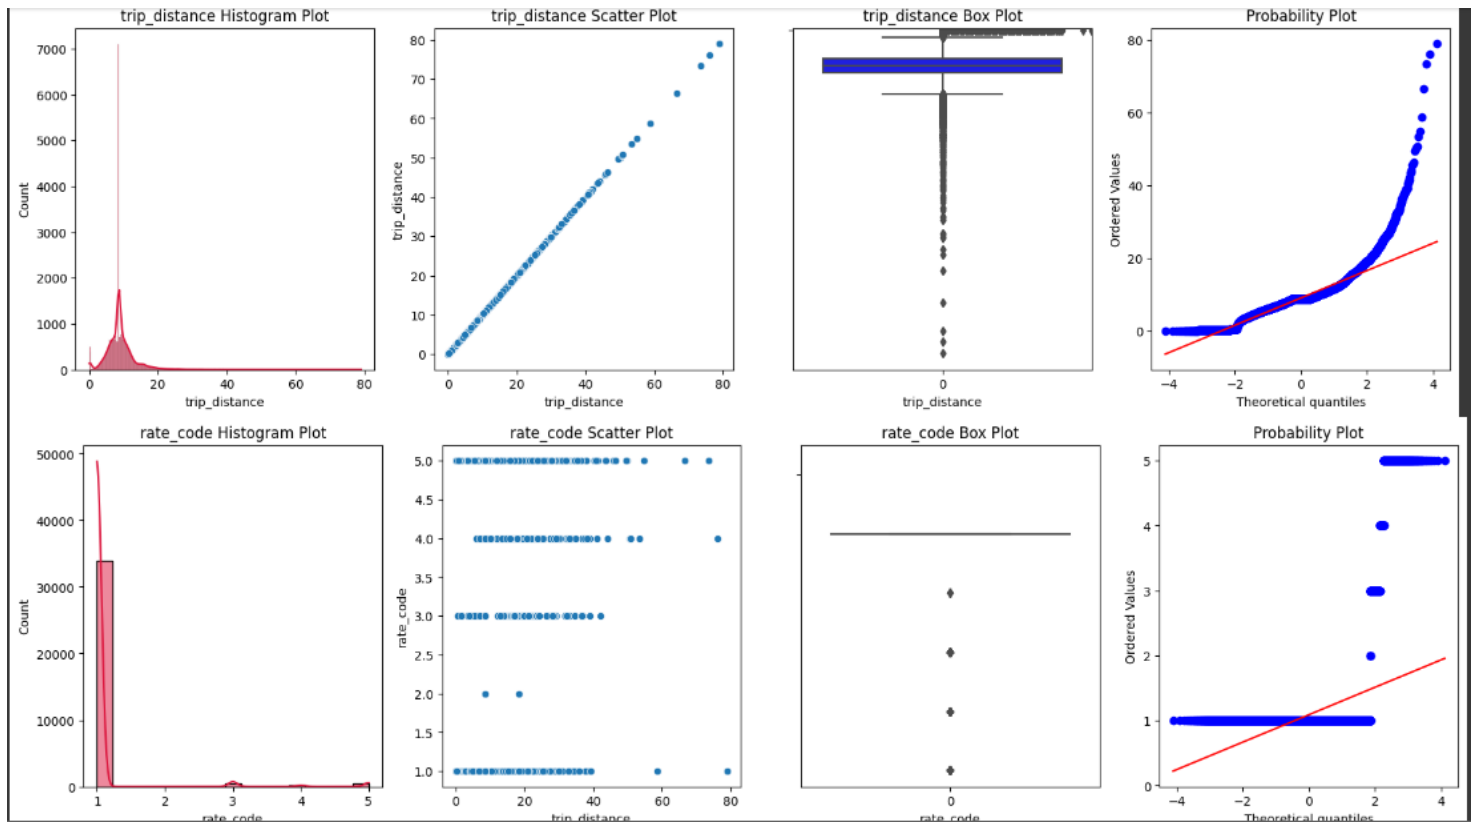 trip_distance Histogram Plot
7000
6000
5000
4000
3000
2000
1000
0
Count
0 20 40 60 80
trip_distance
trip_distance Scatter Plot
80
70
60
50
40
30
20
10
0
trip_distance
0 20 40 60 80
trip_distance
trip_distance Box Plot
0
trip_distance
Probability Plot
80
60
40
20
0
Ordered Values
−4 −2 0 2 4
Theoretical quantiles
rate_code Histogram Plot
50000
40000
30000
20000
10000
0
Count
1 2 3 4 5
rate_code
rate_code Scatter Plot
5.0
4.5
4.0
3.5
3.0
2.5
2.0
1.5
1.0
rate_code
0 20 40 60 80
trip_distance
rate_code Box Plot
0
rate_code
Probability Plot
5
4
3
2
1
0
Ordered Values
−4 −2 0 2 4
Theoretical quantiles